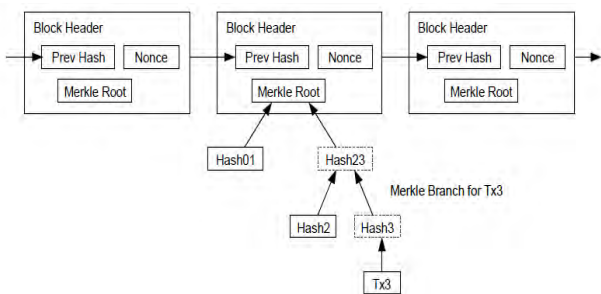 Block Header
Block Header
Block Header
Prev Hash
Nonce
Prev Hash
Nonce
Prev Hash
Nonce
Merkle Root
Merkle Root
Merkle Root
Hash01
Hash23
Merkle Branch for Tx3
Hash2
Hash3
Tx3